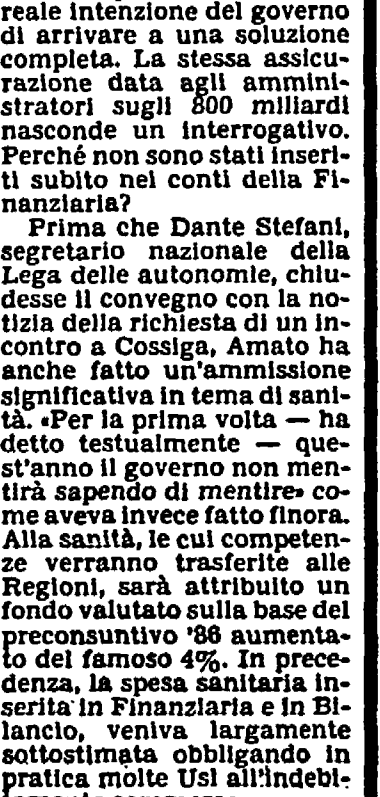 reale intenzione del governo
di arrivare a una soluzione
completa. La stessa assicu-
razione data agli ammini-
stratori sugli 800 miliardi
nasconde un interrogativo.
Perché non sono stati inseri-
ti subito nei conti della Fi-
nanziaria?
Prima che Dante Stefani,
segretario nazionale della
Lega delle autonomie, chiu-
desse il convegno con la no-
tizia della richiesta di un in-
contro a Cossiga, Amato ha
anche fatto un'ammissione
significativa in tema di sani-
tà. «Per la prima volta — ha
detto testualmente — que-
st'anno il governo non men-
tirà sapendo di mentire» co-
me aveva invece fatto finora.
Alla sanità, le cui competen-
ze verranno trasferite alle
Regioni, sarà attribuito un
fondo valutato sulla base del
preconsuntivo '86 aumenta-
to del famoso 4%. In prece-
denza, la spesa sanitaria in-
serita in Finanziaria e in Bi-
lancio, veniva largamente
sottostimata obbligando in
pratica molte Usl all'indebi-